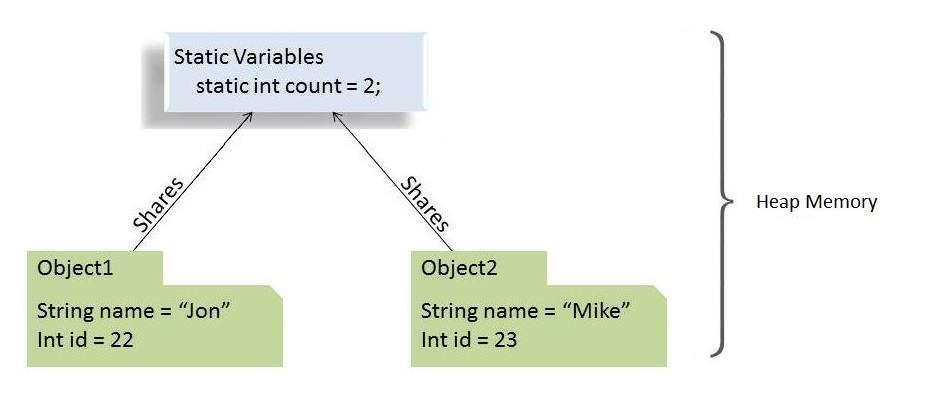 Static Variables
static int count = 2;
Shares
Shares
Heap Memory
Object1
String name = “Jon”
Int id = 22
Object2
String name = “Mike”
Int id = 23